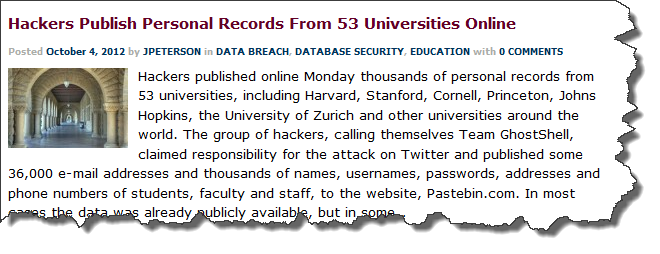 Hackers Publish Personal Records From 53 Universities Online
Posted October 4, 2012 by JPETERSON in DATA BREACH, DATABASE SECURITY, EDUCATION with 0 COMMENTS
Hackers published online Monday thousands of personal records from
53 universities, including Harvard, Stanford, Cornell, Princeton, Johns
Hopkins, the University of Zurich and other universities around the
world. The group of hackers, calling themselves Team GhostShell,
claimed responsibility for the attack on Twitter and published some
36,000 e-mail addresses and thousands of names, usernames, passwords, addresses and
phone numbers of students, faculty and staff, to the website, Pastebin.com. In most
cases the data was already publicly available, but in some